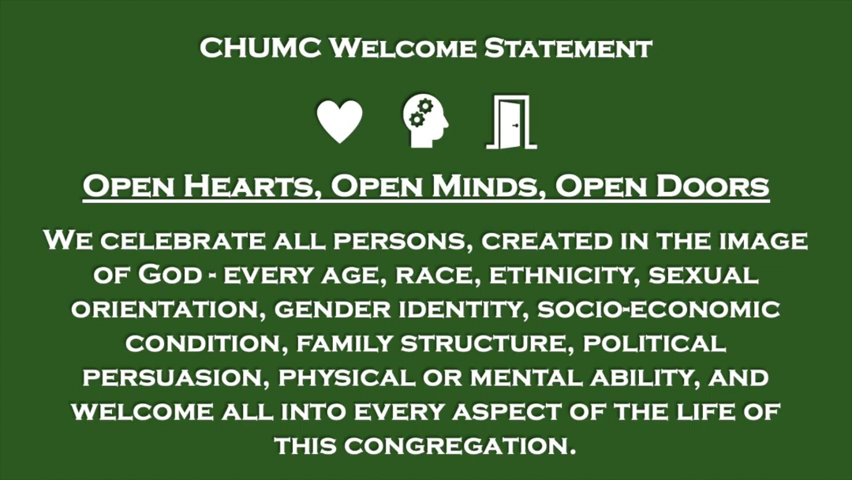 CHUMC Welcome Statement
Open Hearts, Open Minds, Open Doors
We celebrate all persons, created in the image
of God - every age, race, ethnicity, sexual
orientation, gender identity, socio-economic
condition, family structure, political
persuasion, physical or mental ability, and
welcome all into every aspect of the life of
this congregation.